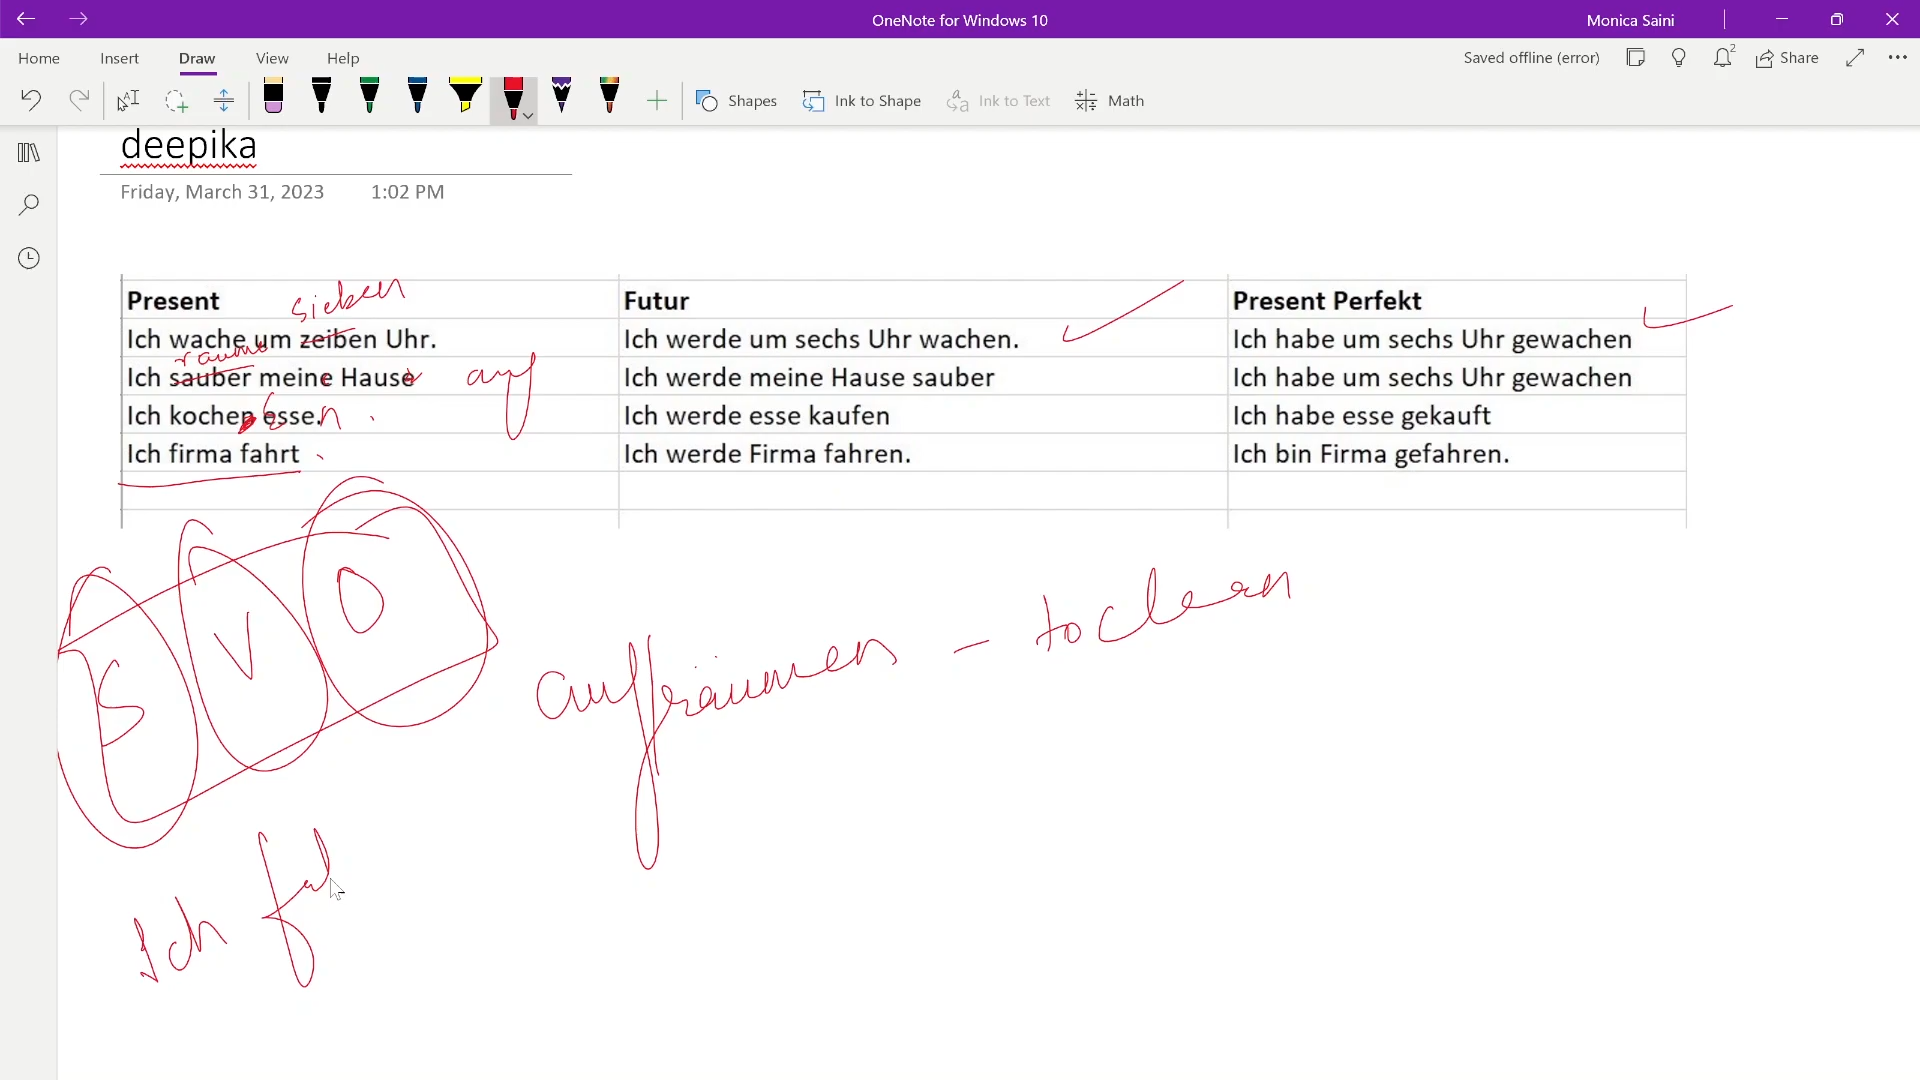 OneNote for Windows 10
Monica Saini
Home Insert Draw View Help
Saved offline (error) 2 Share
Shapes Ink to Shape Ink to Text Math
deepika
Friday, March 31, 2023 1:02 PM
sieben
Present Futur Present Perfekt
Ich wache um zeiben Uhr. Ich werde um sechs Uhr wachen. Ich habe um sechs Uhr gewachen
räume
Ich sauber meine Hause auf Ich werde meine Hause sauber Ich habe um sechs Uhr gewachen
Ich kochen esse. n Ich werde esse kaufen Ich habe esse gekauft
Ich firma fahrt Ich werde Firma fahren. Ich bin Firma gefahren.
S V O
aufräumen - to clean
Ich